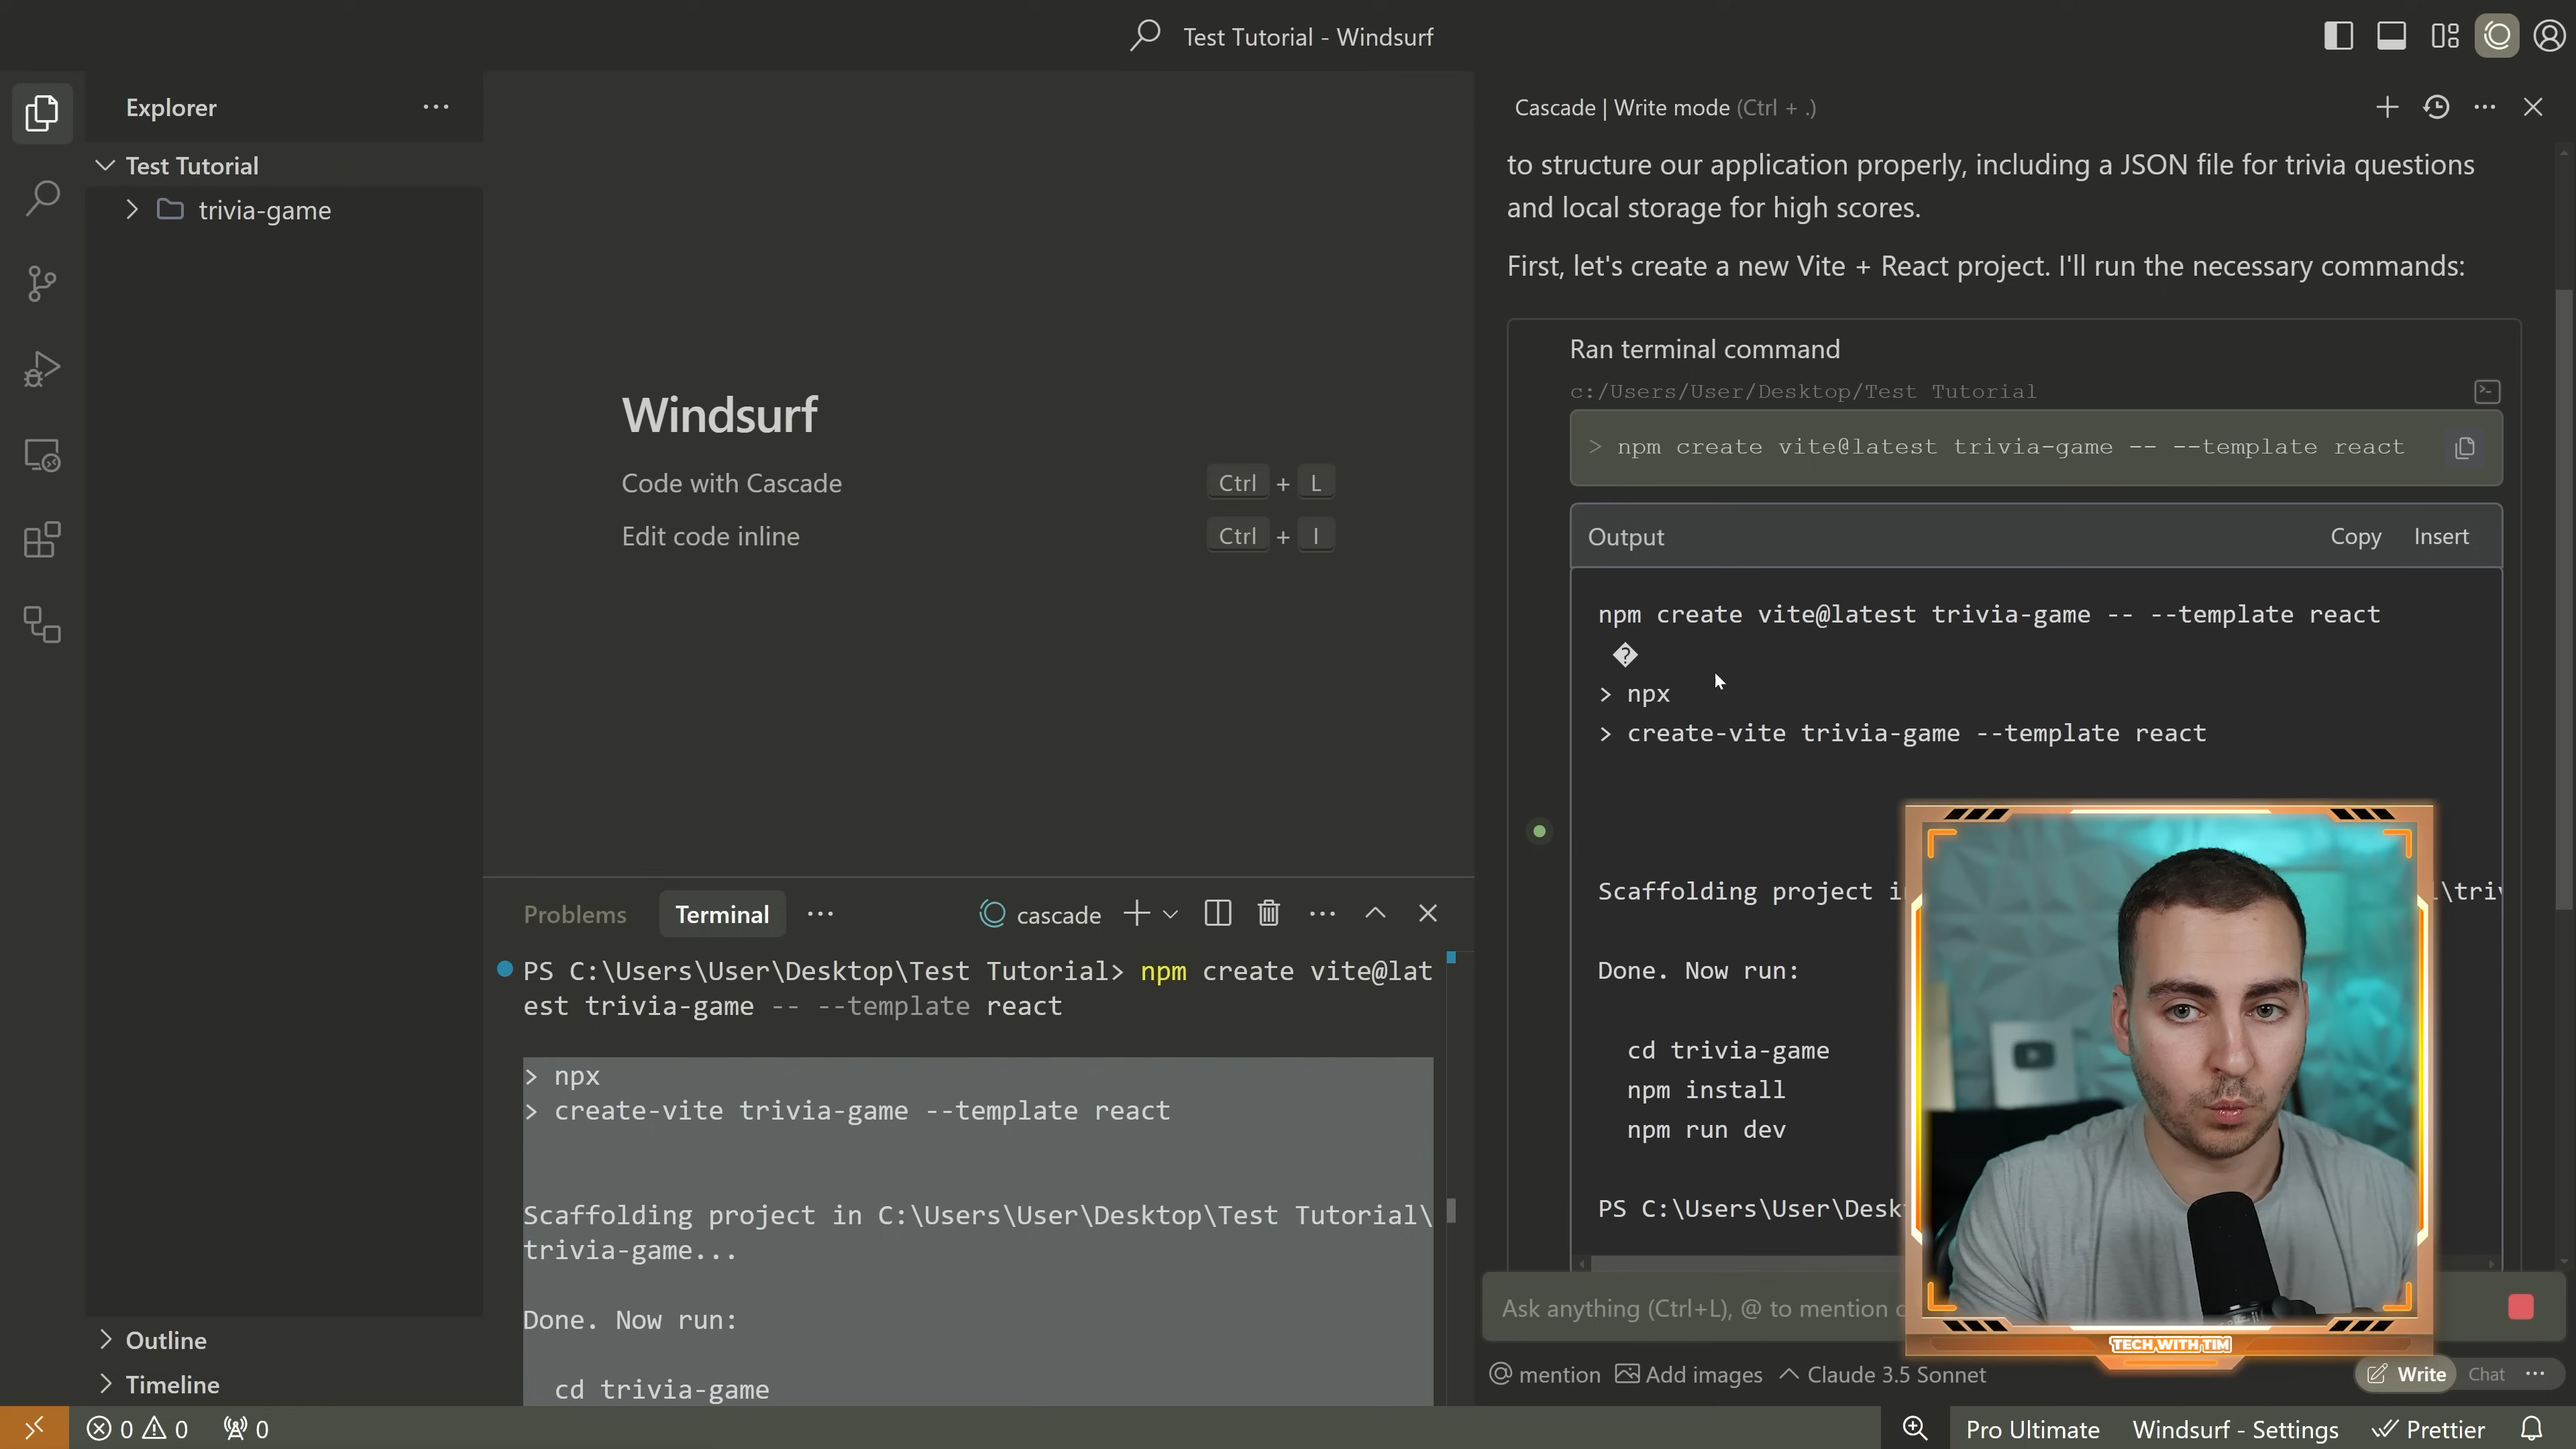 Test Tutorial - Windsurf
Explorer
Test Tutorial
trivia-game
Outline
Timeline
Windsurf
Code with Cascade Ctrl + L
Edit code inline Ctrl + I
Problems Terminal cascade
PS C:\Users\User\Desktop\Test Tutorial> npm create vite@lat
est trivia-game -- --template react
> npx
> create-vite trivia-game --template react
Scaffolding project in C:\Users\User\Desktop\Test Tutorial\
trivia-game...
Done. Now run:
cd trivia-game
Cascade | Write mode (Ctrl + .)
to structure our application properly, including a JSON file for trivia questions
and local storage for high scores.
First, let's create a new Vite + React project. I'll run the necessary commands:
Ran terminal command
c:/Users/User/Desktop/Test Tutorial
> npm create vite@latest trivia-game -- --template react
Output Copy Insert
npm create vite@latest trivia-game -- --template react
�
> npx
> create-vite trivia-game --template react
Scaffolding project \triv
Done. Now run:
cd trivia-game
npm install
npm run dev
PS C:\Users\User\Desk
Ask anything (Ctrl+L), @ to mention
TECH WITH TIM
@ mention Add images Claude 3.5 Sonnet Write Chat
0 0 0 Pro Ultimate Windsurf - Settings Prettier